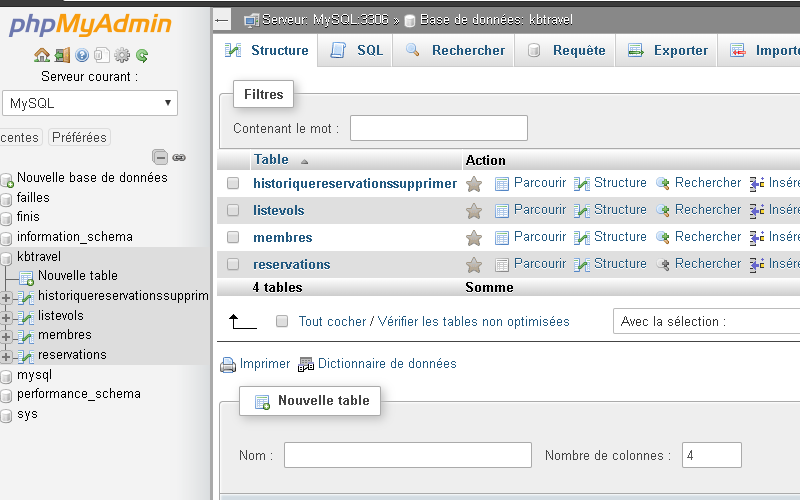 phpMyAdmin
Serveur courant :
MySQL
centes Préférées
Nouvelle base de données
failles
finis
information_schema
kbtravel
Nouvelle table
historiquereservationssupprim
listevols
membres
reservations
mysql
performance_schema
sys
Serveur: MySQL:3306 » Base de données: kbtravel
Structure SQL Rechercher Requête Exporter Importe
Filtres
Contenant le mot :
Table Action
historiquereservationssupprimer Parcourir Structure Rechercher Insére
listevols Parcourir Structure Rechercher Insére
membres Parcourir Structure Rechercher Insére
reservations Parcourir Structure Rechercher Insére
4 tables Somme
Tout cocher / Vérifier les tables non optimisées Avec la sélection :
Imprimer Dictionnaire de données
Nouvelle table
Nom : Nombre de colonnes : 4